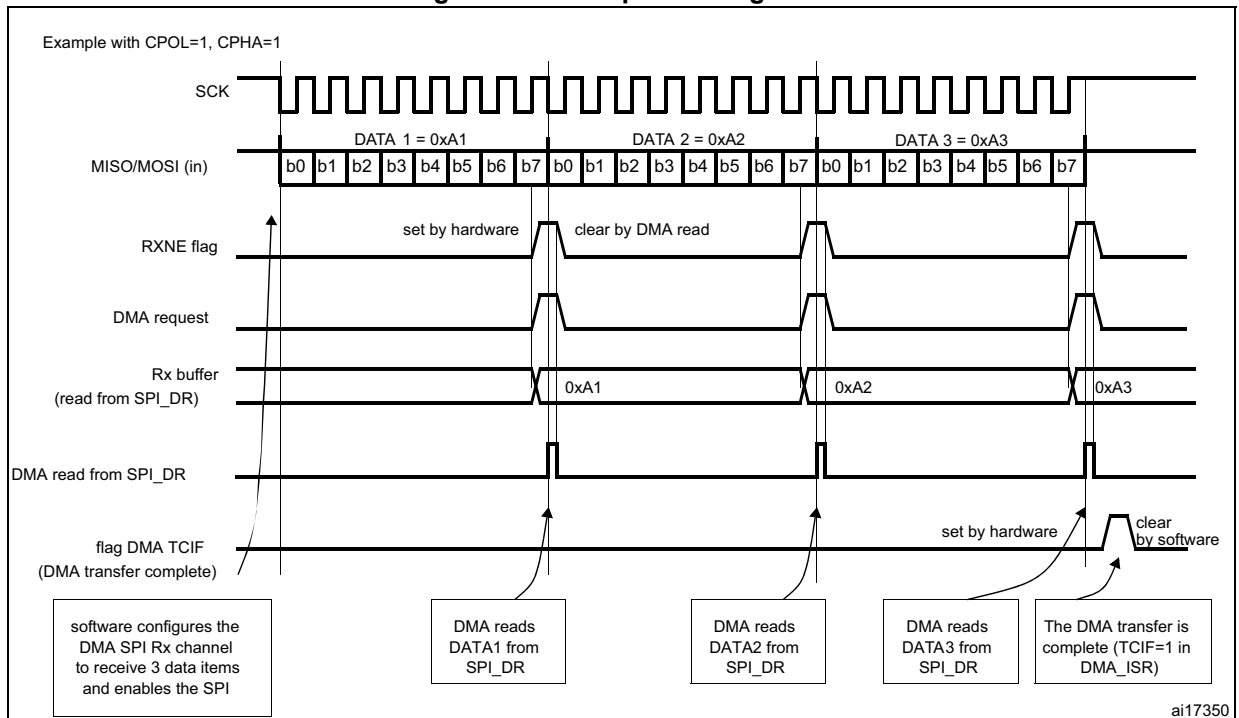 Example with CPOL=1, CPHA=1
SCK
DATA 1 = 0xA1
DATA 2 = 0xA2
DATA 3 = 0xA3
MISO/MOSI (in)
b0 b1 b2 b3 b4 b5 b6 b7 b0 b1 b2 b3 b4 b5 b6 b7 b0 b1 b2 b3 b4 b5 b6 b7
set by hardware
clear by DMA read
RXNE flag
DMA request
Rx buffer
(read from SPI_DR)
0xA1
0xA2
0xA3
DMA read from SPI_DR
set by hardware
clear
by software
flag DMA TCIF
(DMA transfer complete)
software configures the
DMA SPI Rx channel
to receive 3 data items
and enables the SPI
DMA reads
DATA1 from
SPI_DR
DMA reads
DATA2 from
SPI_DR
DMA reads
DATA3 from
SPI_DR
The DMA transfer is
complete (TCIF=1 in
DMA_ISR)
ai17350